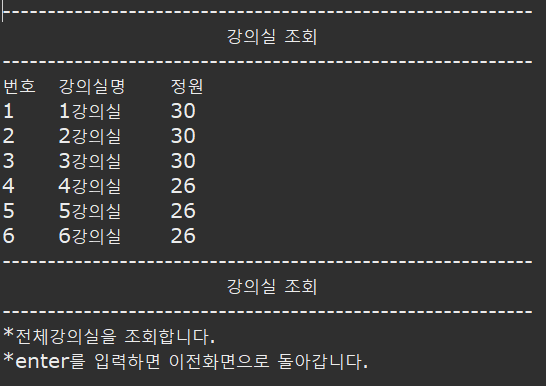 -----------------------------------------------------------
강의실 조회
-----------------------------------------------------------
번호 강의실명 정원
1 1강의실 30
2 2강의실 30
3 3강의실 30
4 4강의실 26
5 5강의실 26
6 6강의실 26
-----------------------------------------------------------
강의실 조회
-----------------------------------------------------------
*전체강의실을 조회합니다.
*enter를 입력하면 이전화면으로 돌아갑니다.